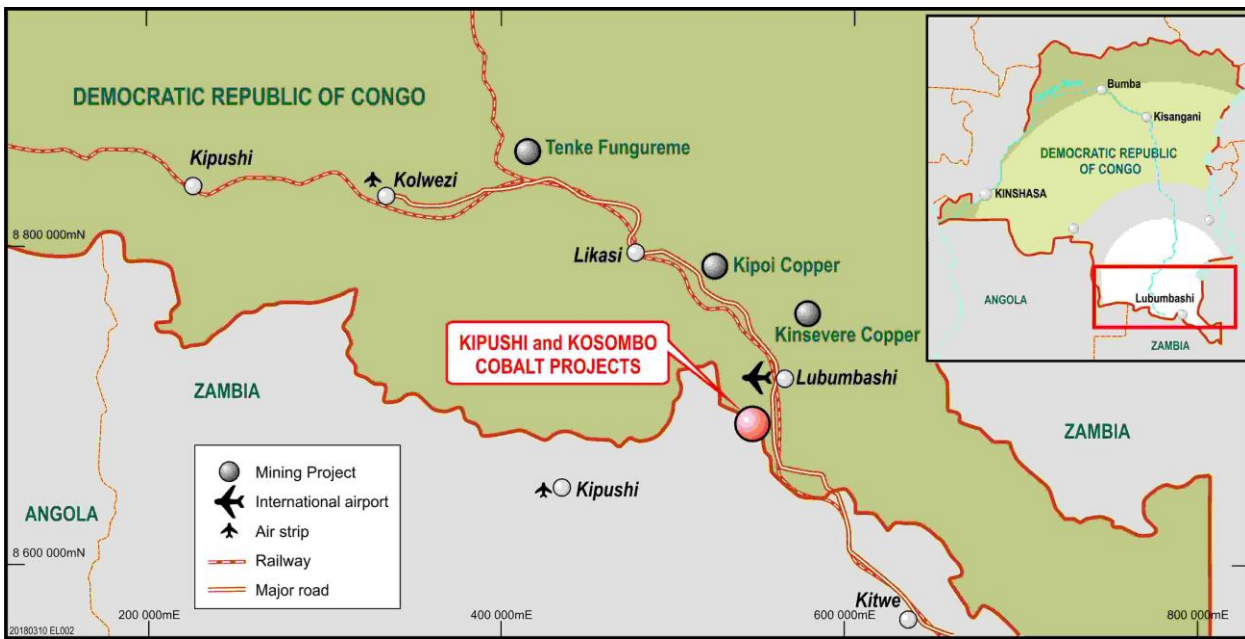 DEMOCRATIC REPUBLIC OF CONGO
Kipushi
Kolwezi
Tenke Fungureme
8 800 000mN
Likasi
Kipoi Copper
Kinsevere Copper
KIPUSHI and KOSOMBO
COBALT PROJECTS
Lubumbashi
ZAMBIA
ZAMBIA
Kipushi
ANGOLA
8 600 000mN
Kitwe
200 000mE
400 000mE
600 000mE
800 000mE
20180310 EL002
Mining Project
International airport
Air strip
Railway
Major road
Bumba
Kisangani
DEMOCRATIC REPUBLIC
OF CONGO
KINSHASA
ANGOLA
Lubumbashi
ZAMBIA